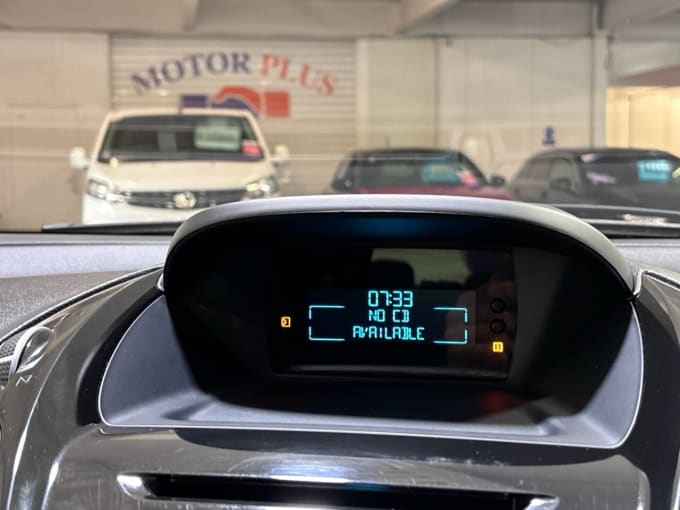 MOTOR PLUS
07:33
NO CD
AVAILABLE